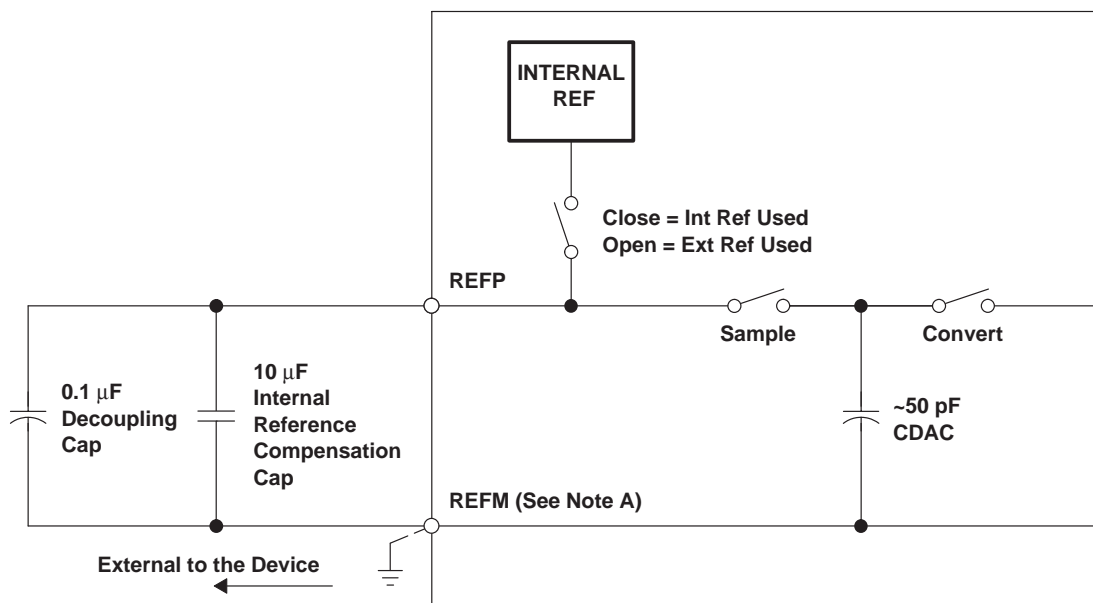 INTERNAL
REF
Close = Int Ref Used
Open = Ext Ref Used
REFP
Sample
Convert
0.1 μF
Decoupling
Cap
10 μF
Internal
Reference
Compensation
Cap
~50 pF
CDAC
REFM (See Note A)
External to the Device